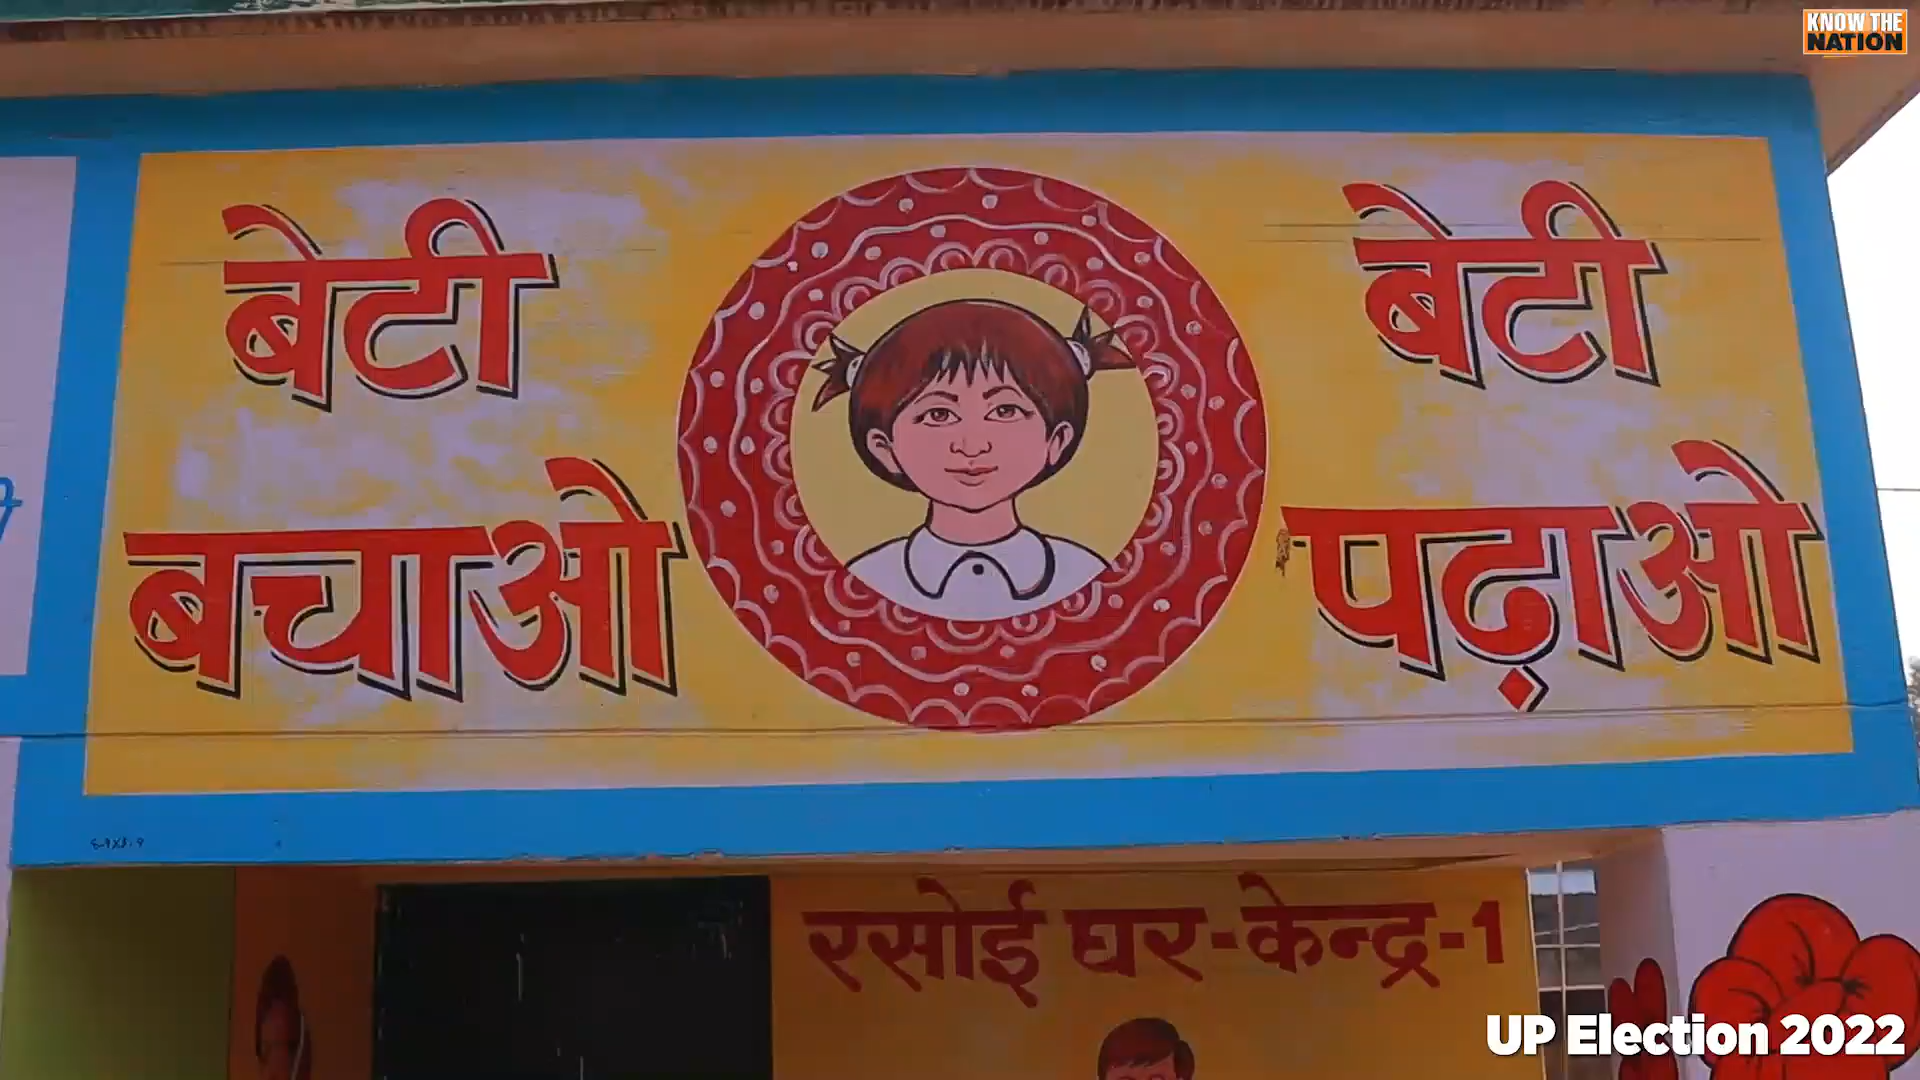 KNOW THE
NATION
बेटी
बचाओ
बेटी
पढ़ाओ
रसोई घर-केन्द्र-1
UP Election 2022